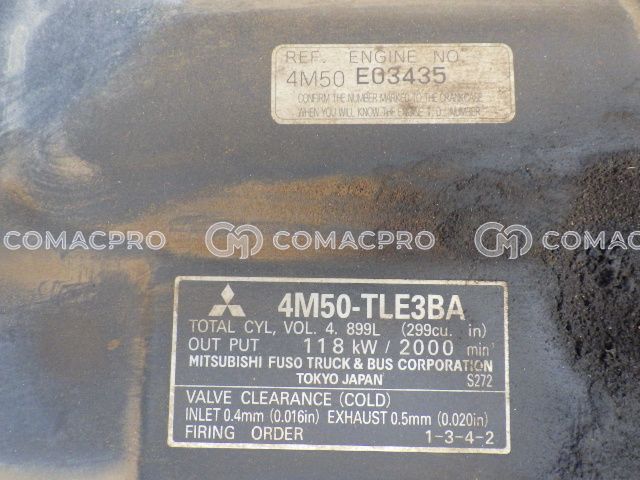 REF. ENGINE NO.
4M50 E03435
CONFIRM THE NUMBER MARKED TO THE CRANKCASE
WHEN YOU WILL KNOW THE ENGINE I. D. NUMBER
COMACPRO COMACPRO COMACPRO
4M50-TLE3BA
TOTAL CYL, VOL. 4. 899L (299cu. in)
OUT PUT 118 kW / 2000 min⁻¹
MITSUBISHI FUSO TRUCK & BUS CORPORATION
TOKYO JAPAN S272
VALVE CLEARANCE (COLD)
INLET 0.4mm (0.016in) EXHAUST 0.5mm (0.020in)
FIRING ORDER 1-3-4-2